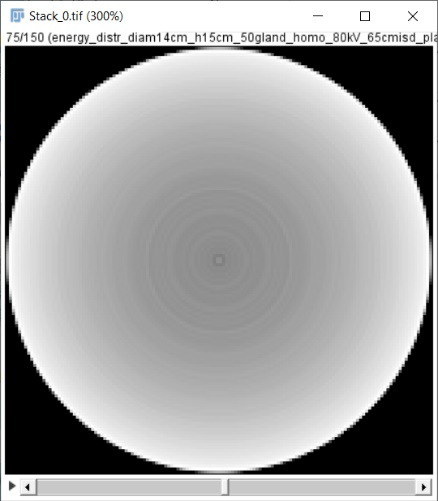 Stack_0.tif (300%)
75/150 (energy_distr_diam14cm_h15cm_50gland_homo_80kV_65cmisd_pla